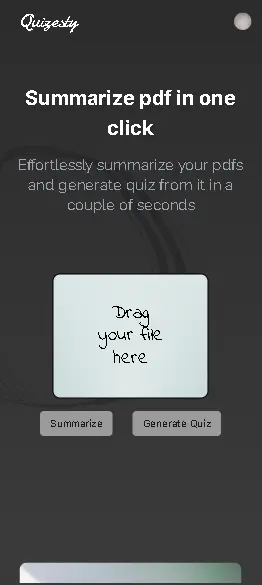 Quizesty
Summarize pdf in one
click
Effortlessly summarize your pdfs
and generate quiz from it in a
couple of seconds
Drag
your file
here
Summarize
Generate Quiz